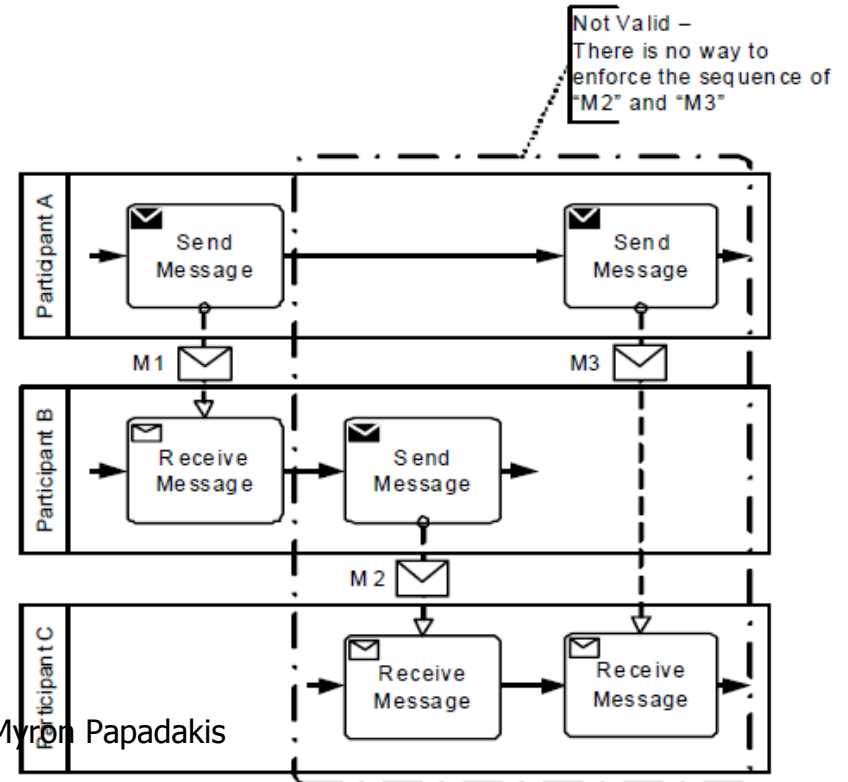 Not Valid –
There is no way to
enforce the sequence of
“M2” and “M3”
Participant A
Send
Message
Send
Message
M1
M3
Participant B
Receive
Message
Send
Message
M2
Participant C
Receive
Message
Receive
Message
Myron Papadakis